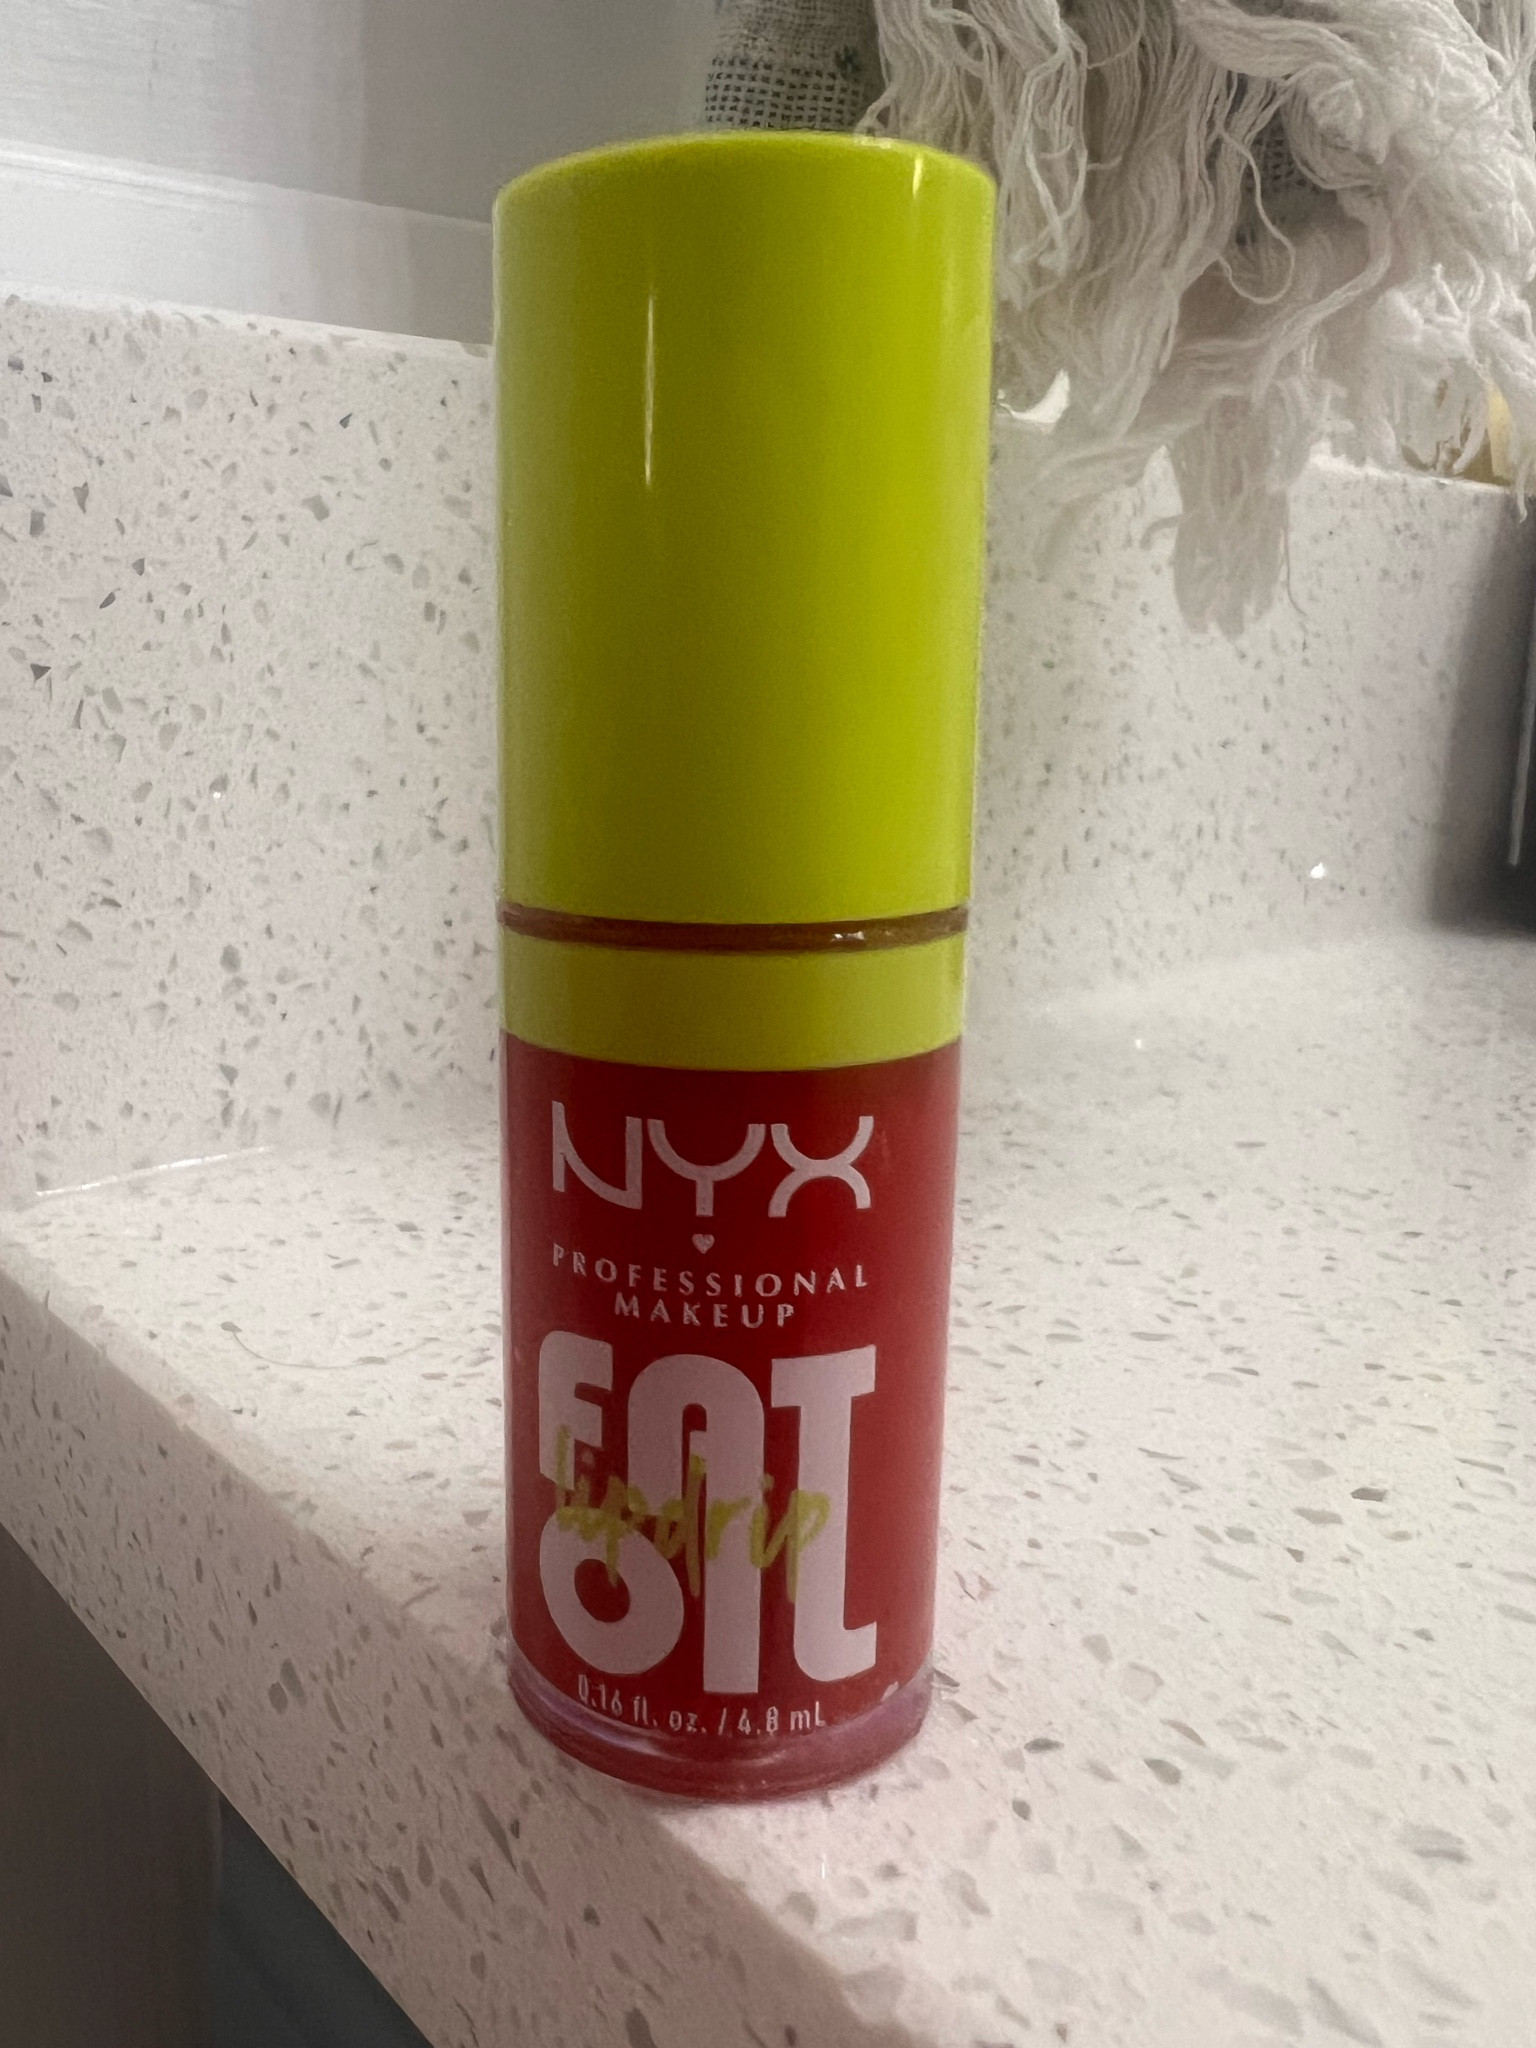 NYX
PROFESSIONAL
MAKEUP
FAT
lipdrip
OIL
0.16 fl. oz. / 4.8 mL